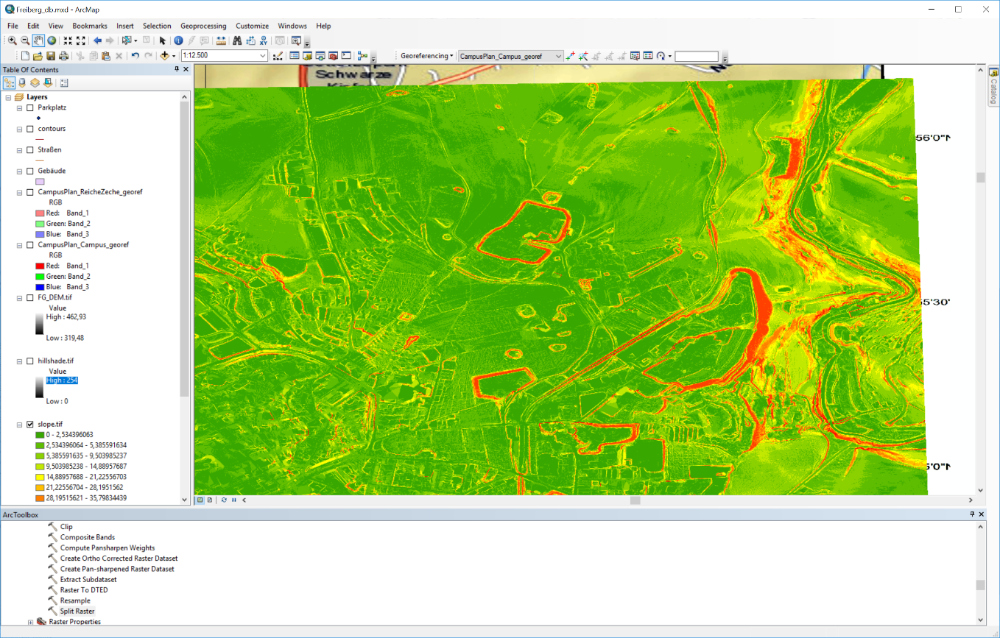 Freiberg_db.mxd - ArcMap
File Edit View Bookmarks Insert Selection Geoprocessing Customize Windows Help
1:12.500
Georeferencing
CampusPlan_Campus_georef
Table Of Contents
Layers
Parkplatz
contours
Straßen
Gebäude
CampusPlan_ReicheZeche_georef
RGB
Red: Band_1
Green: Band_2
Blue: Band_3
CampusPlan_Campus_georef
RGB
Red: Band_1
Green: Band_2
Blue: Band_3
FG_DEM.tif
Value
High : 462,93
Low : 319,48
hillshade.tif
Value
High : 254
Low : 0
slope.tif
0 - 2,534396063
2,534396064 - 5,385591634
5,385591635 - 9,503985237
9,503985238 - 14,88957687
14,88957688 - 21,22556703
21,22556704 - 28,1951562
28,19515621 - 35,79834439
Schwarze
56'0"N
5'30'
5'0"N
Catalog
ArcToolbox
Clip
Composite Bands
Compute Pansharpen Weights
Create Ortho Corrected Raster Dataset
Create Pan-sharpened Raster Dataset
Extract Subdataset
Raster To DTED
Resample
Split Raster
Raster Properties